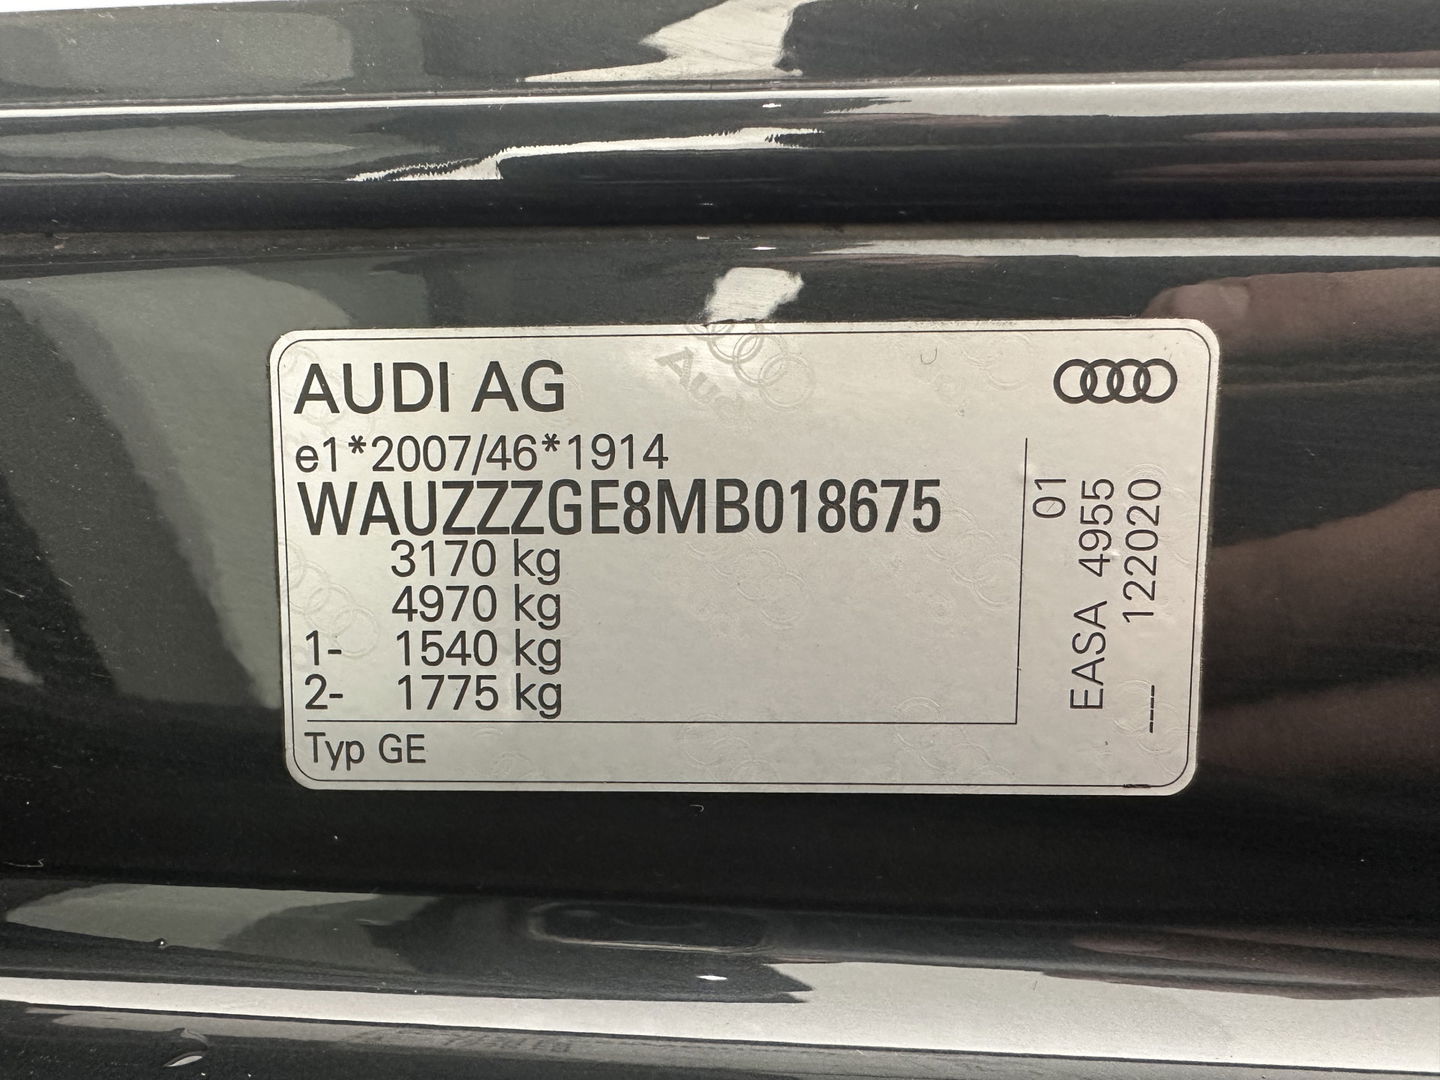 AUDI AG
e1*2007/46*1914
WAUZZZGE8MB018675
3170 kg
4970 kg
1- 1540 kg
2- 1775 kg
Typ GE
01
EASA 4955
---- 122020
Audi